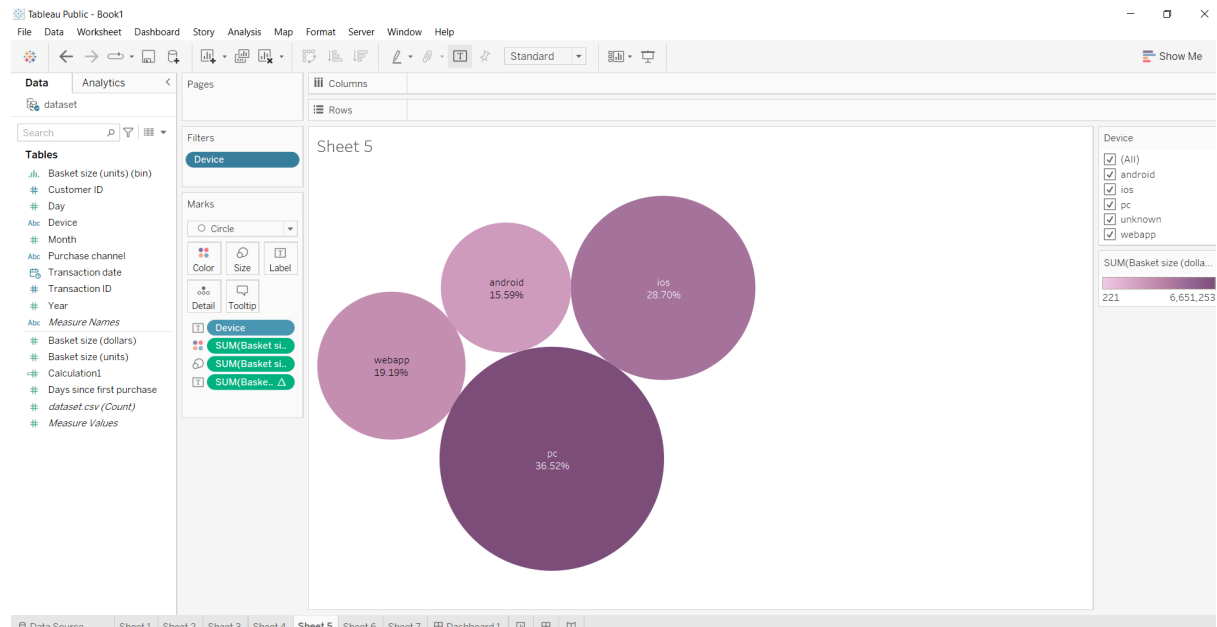 Tableau Public - Book1
File Data Worksheet Dashboard Story Analysis Map Format Server Window Help
Standard
Show Me
Data Analytics
dataset
Search
Tables
Basket size (units) (bin)
# Customer ID
# Day
Abc Device
# Month
Abc Purchase channel
Transaction date
# Transaction ID
# Year
Abc Measure Names
# Basket size (dollars)
# Basket size (units)
=# Calculation1
# Days since first purchase
# dataset.csv (Count)
# Measure Values
Pages
Filters
Device
Marks
Circle
Color Size Label
Detail Tooltip
Device
SUM(Basket si..
SUM(Basket si..
SUM(Baske.. △
Columns
Rows
Sheet 5
android
15.59%
ios
28.70%
webapp
19.19%
pc
36.52%
Device
(All)
android
ios
pc
unknown
webapp
SUM(Basket size (dolla...
221 6,651,253
Data Source Sheet 1 Sheet 2 Sheet 3 Sheet 4 Sheet 5 Sheet 6 Sheet 7 Dashboard 1